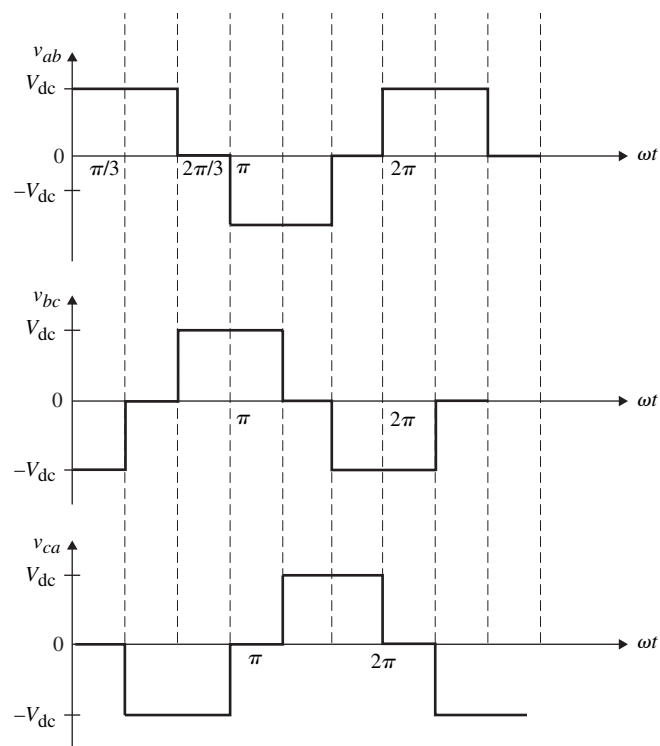 v_ab
V_dc
0
π/3 2π/3 π 2π ωt
–V_dc
v_bc
V_dc
0 ωt
π 2π
–V_dc
v_ca
V_dc
0 ωt
π 2π
–V_dc